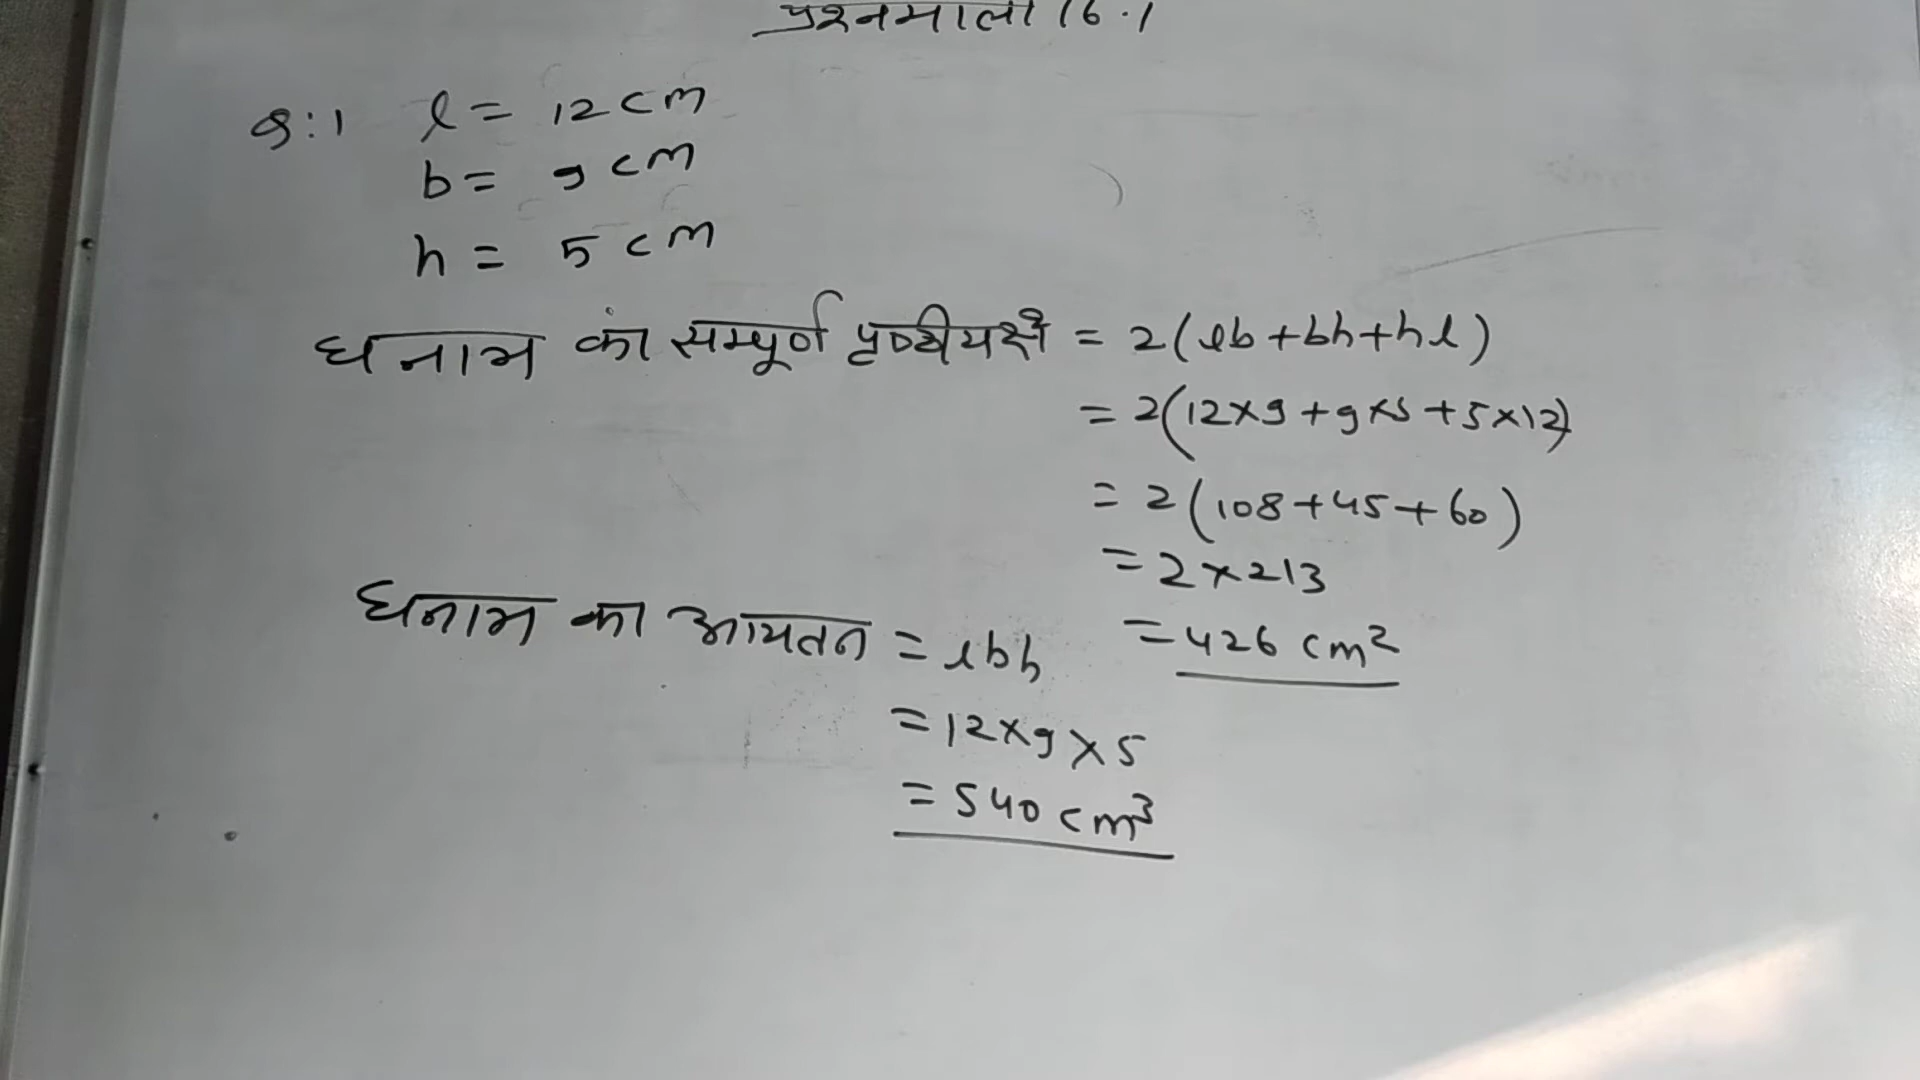 प्रश्नमाला 16.1
Q:1 l = 12 cm
b = 9 cm
h = 5 cm
घनाभ का सम्पूर्ण पृष्ठीयक्षे = 2(lb+bh+hl)
= 2(12×9+9×5+5×12)
= 2(108+45+60)
= 2×213
= 426 cm²
घनाभ का आयतन = lbh
= 12×9×5
= 540 cm³